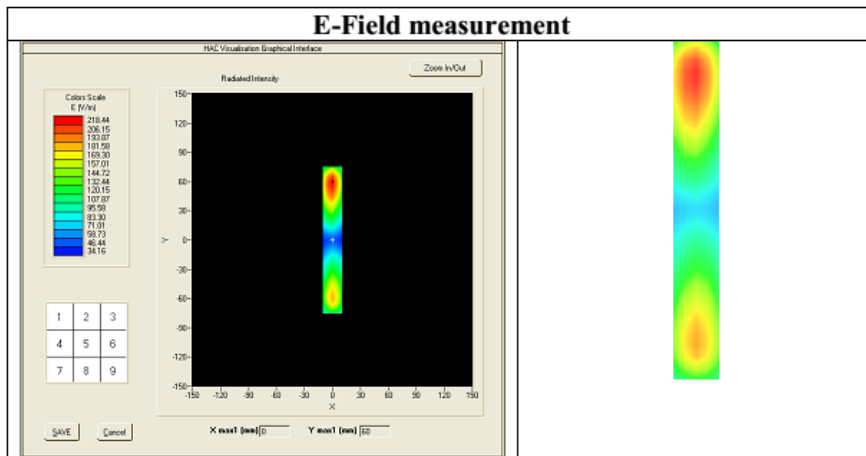 E-Field measurement
HAC Visualisation Graphical Interface
Zoom In/Out
Radiated Intensity
Colors Scale
E (V/m)
218.44
206.15
193.87
181.58
169.30
157.01
144.72
132.44
120.15
107.87
95.58
83.30
71.01
58.73
46.44
34.16
150
120
90
60
30
0
-30
-60
-90
-120
-150
Y
-150 -120 -90 -60 -30 0 30 60 90 120 150
X
1 2 3
4 5 6
7 8 9
SAVE
Cancel
X max1 (mm) 0
Y max1 (mm) 60